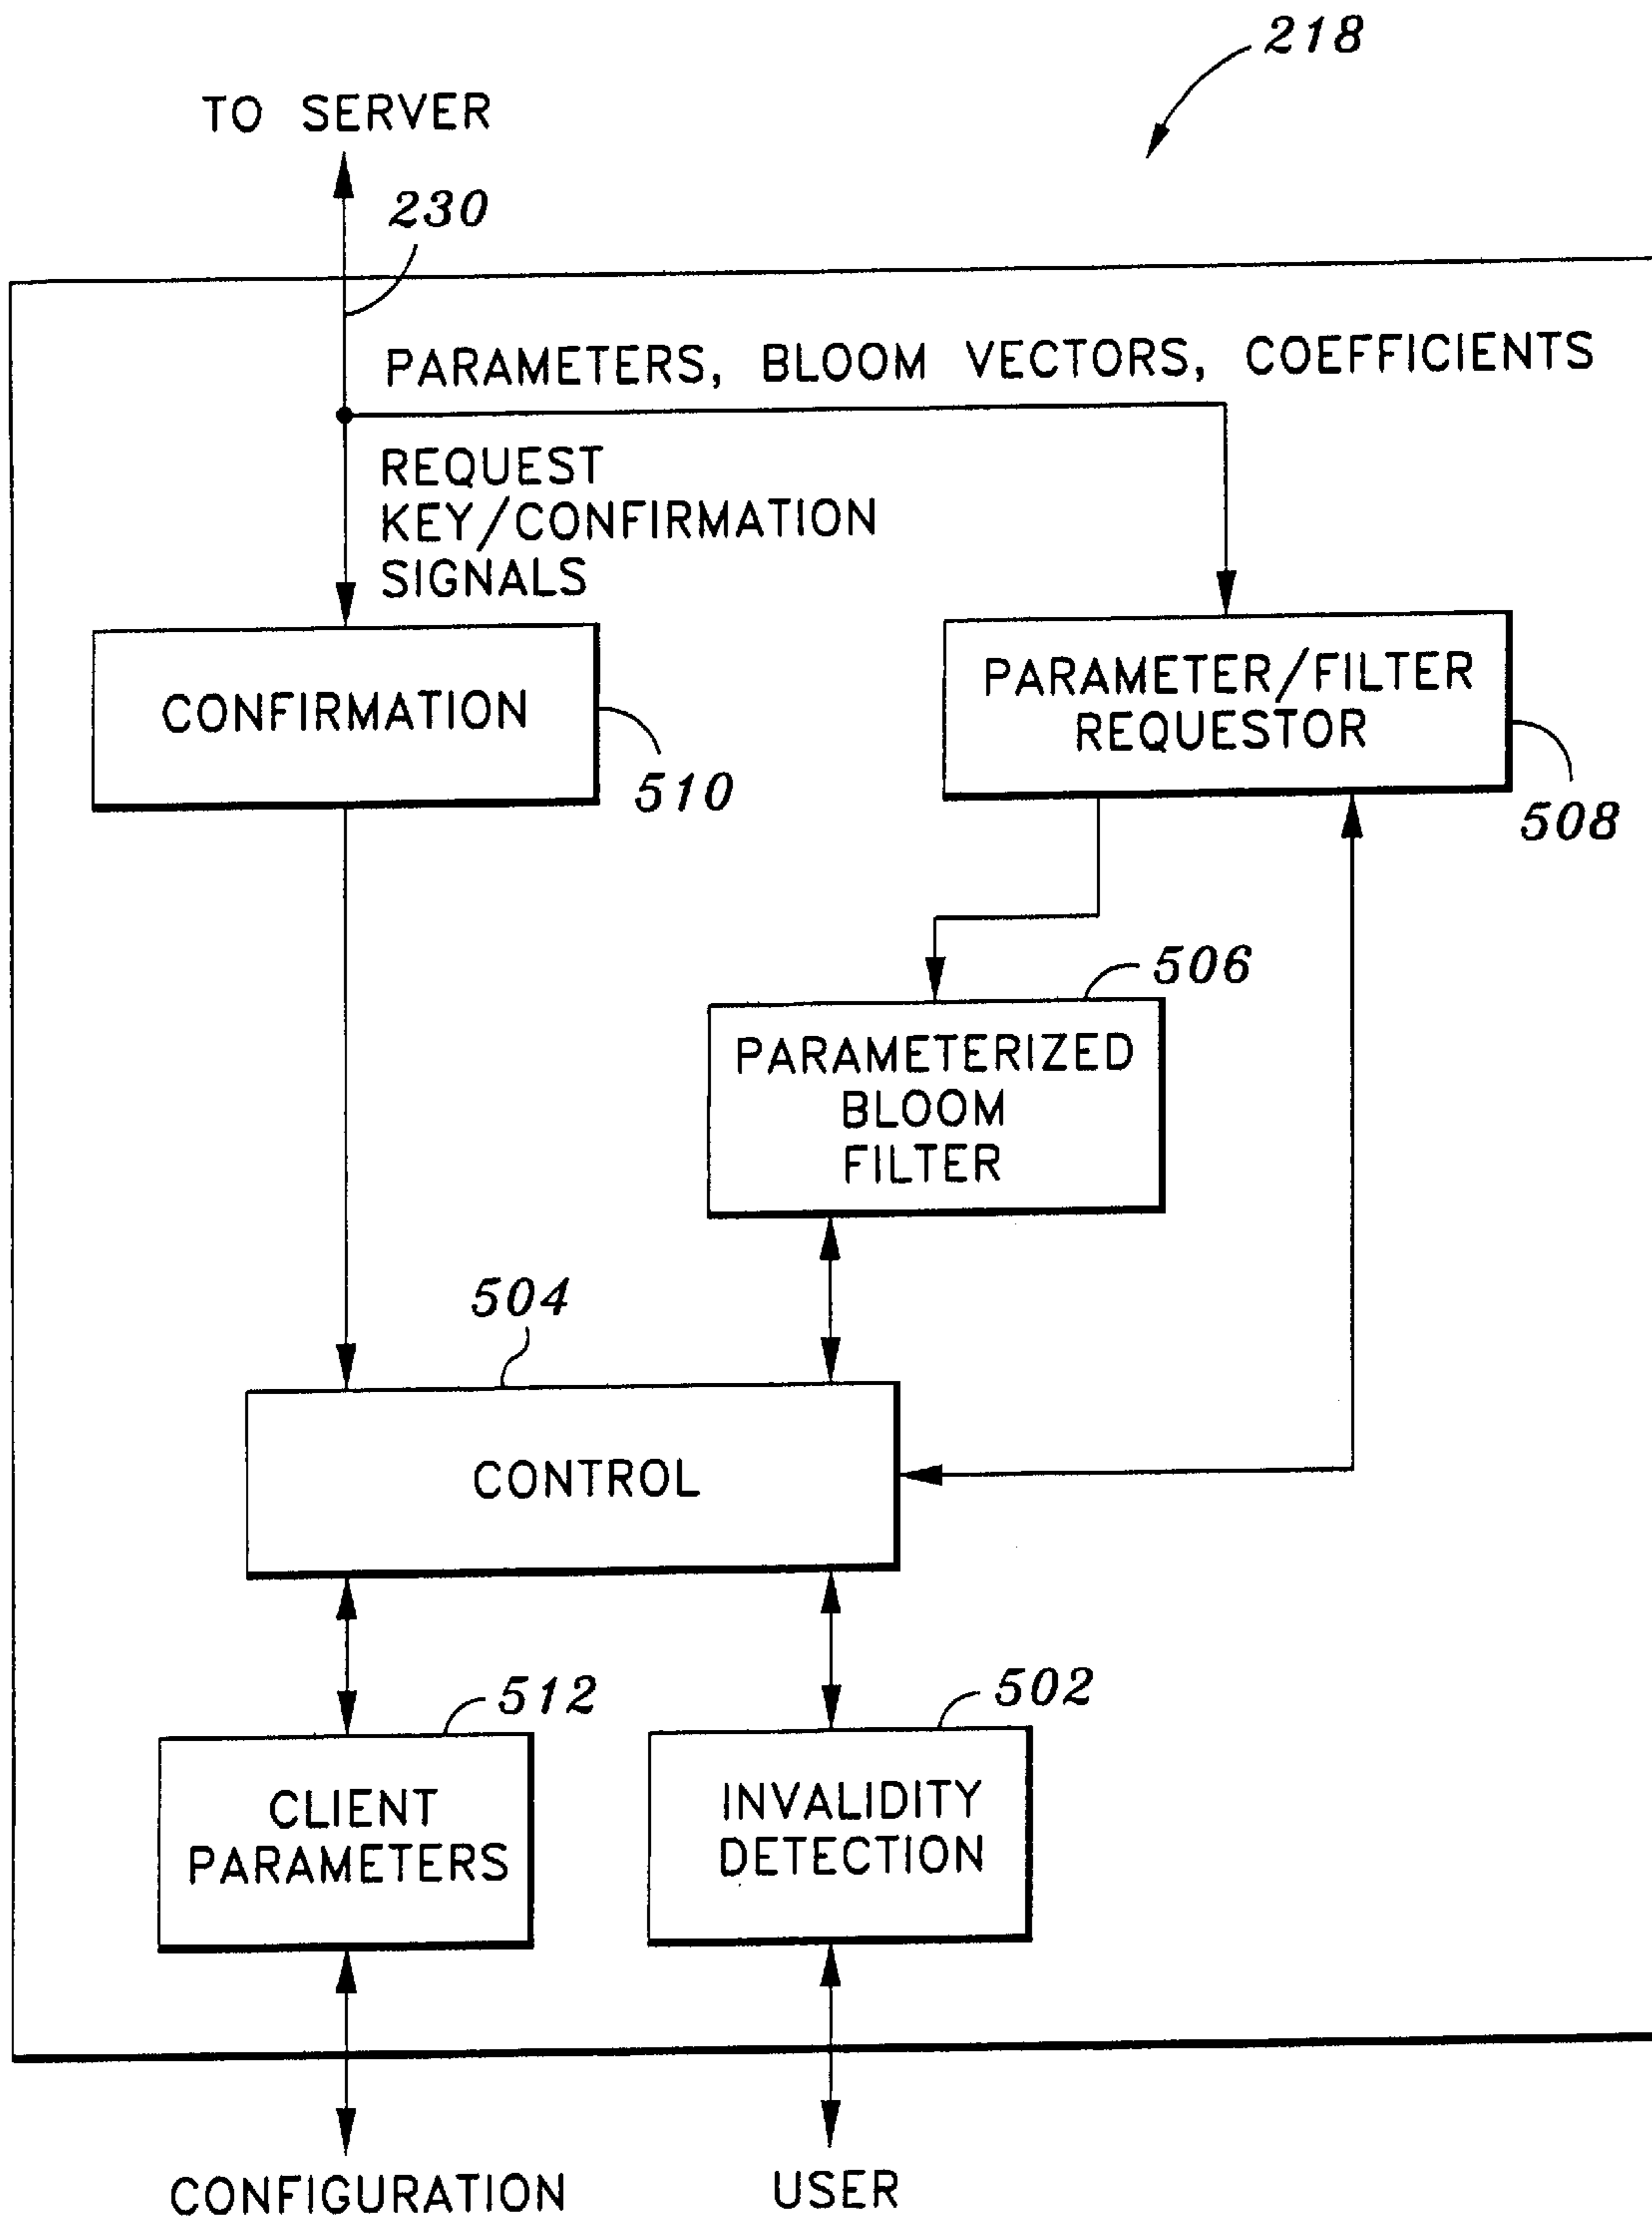 218
TO SERVER
230
PARAMETERS, BLOOM VECTORS, COEFFICIENTS
REQUEST
KEY/CONFIRMATION
SIGNALS
CONFIRMATION
510
PARAMETER/FILTER
REQUESTOR
508
506
PARAMETERIZED
BLOOM
FILTER
504
CONTROL
512
CLIENT
PARAMETERS
502
INVALIDITY
DETECTION
CONFIGURATION
USER